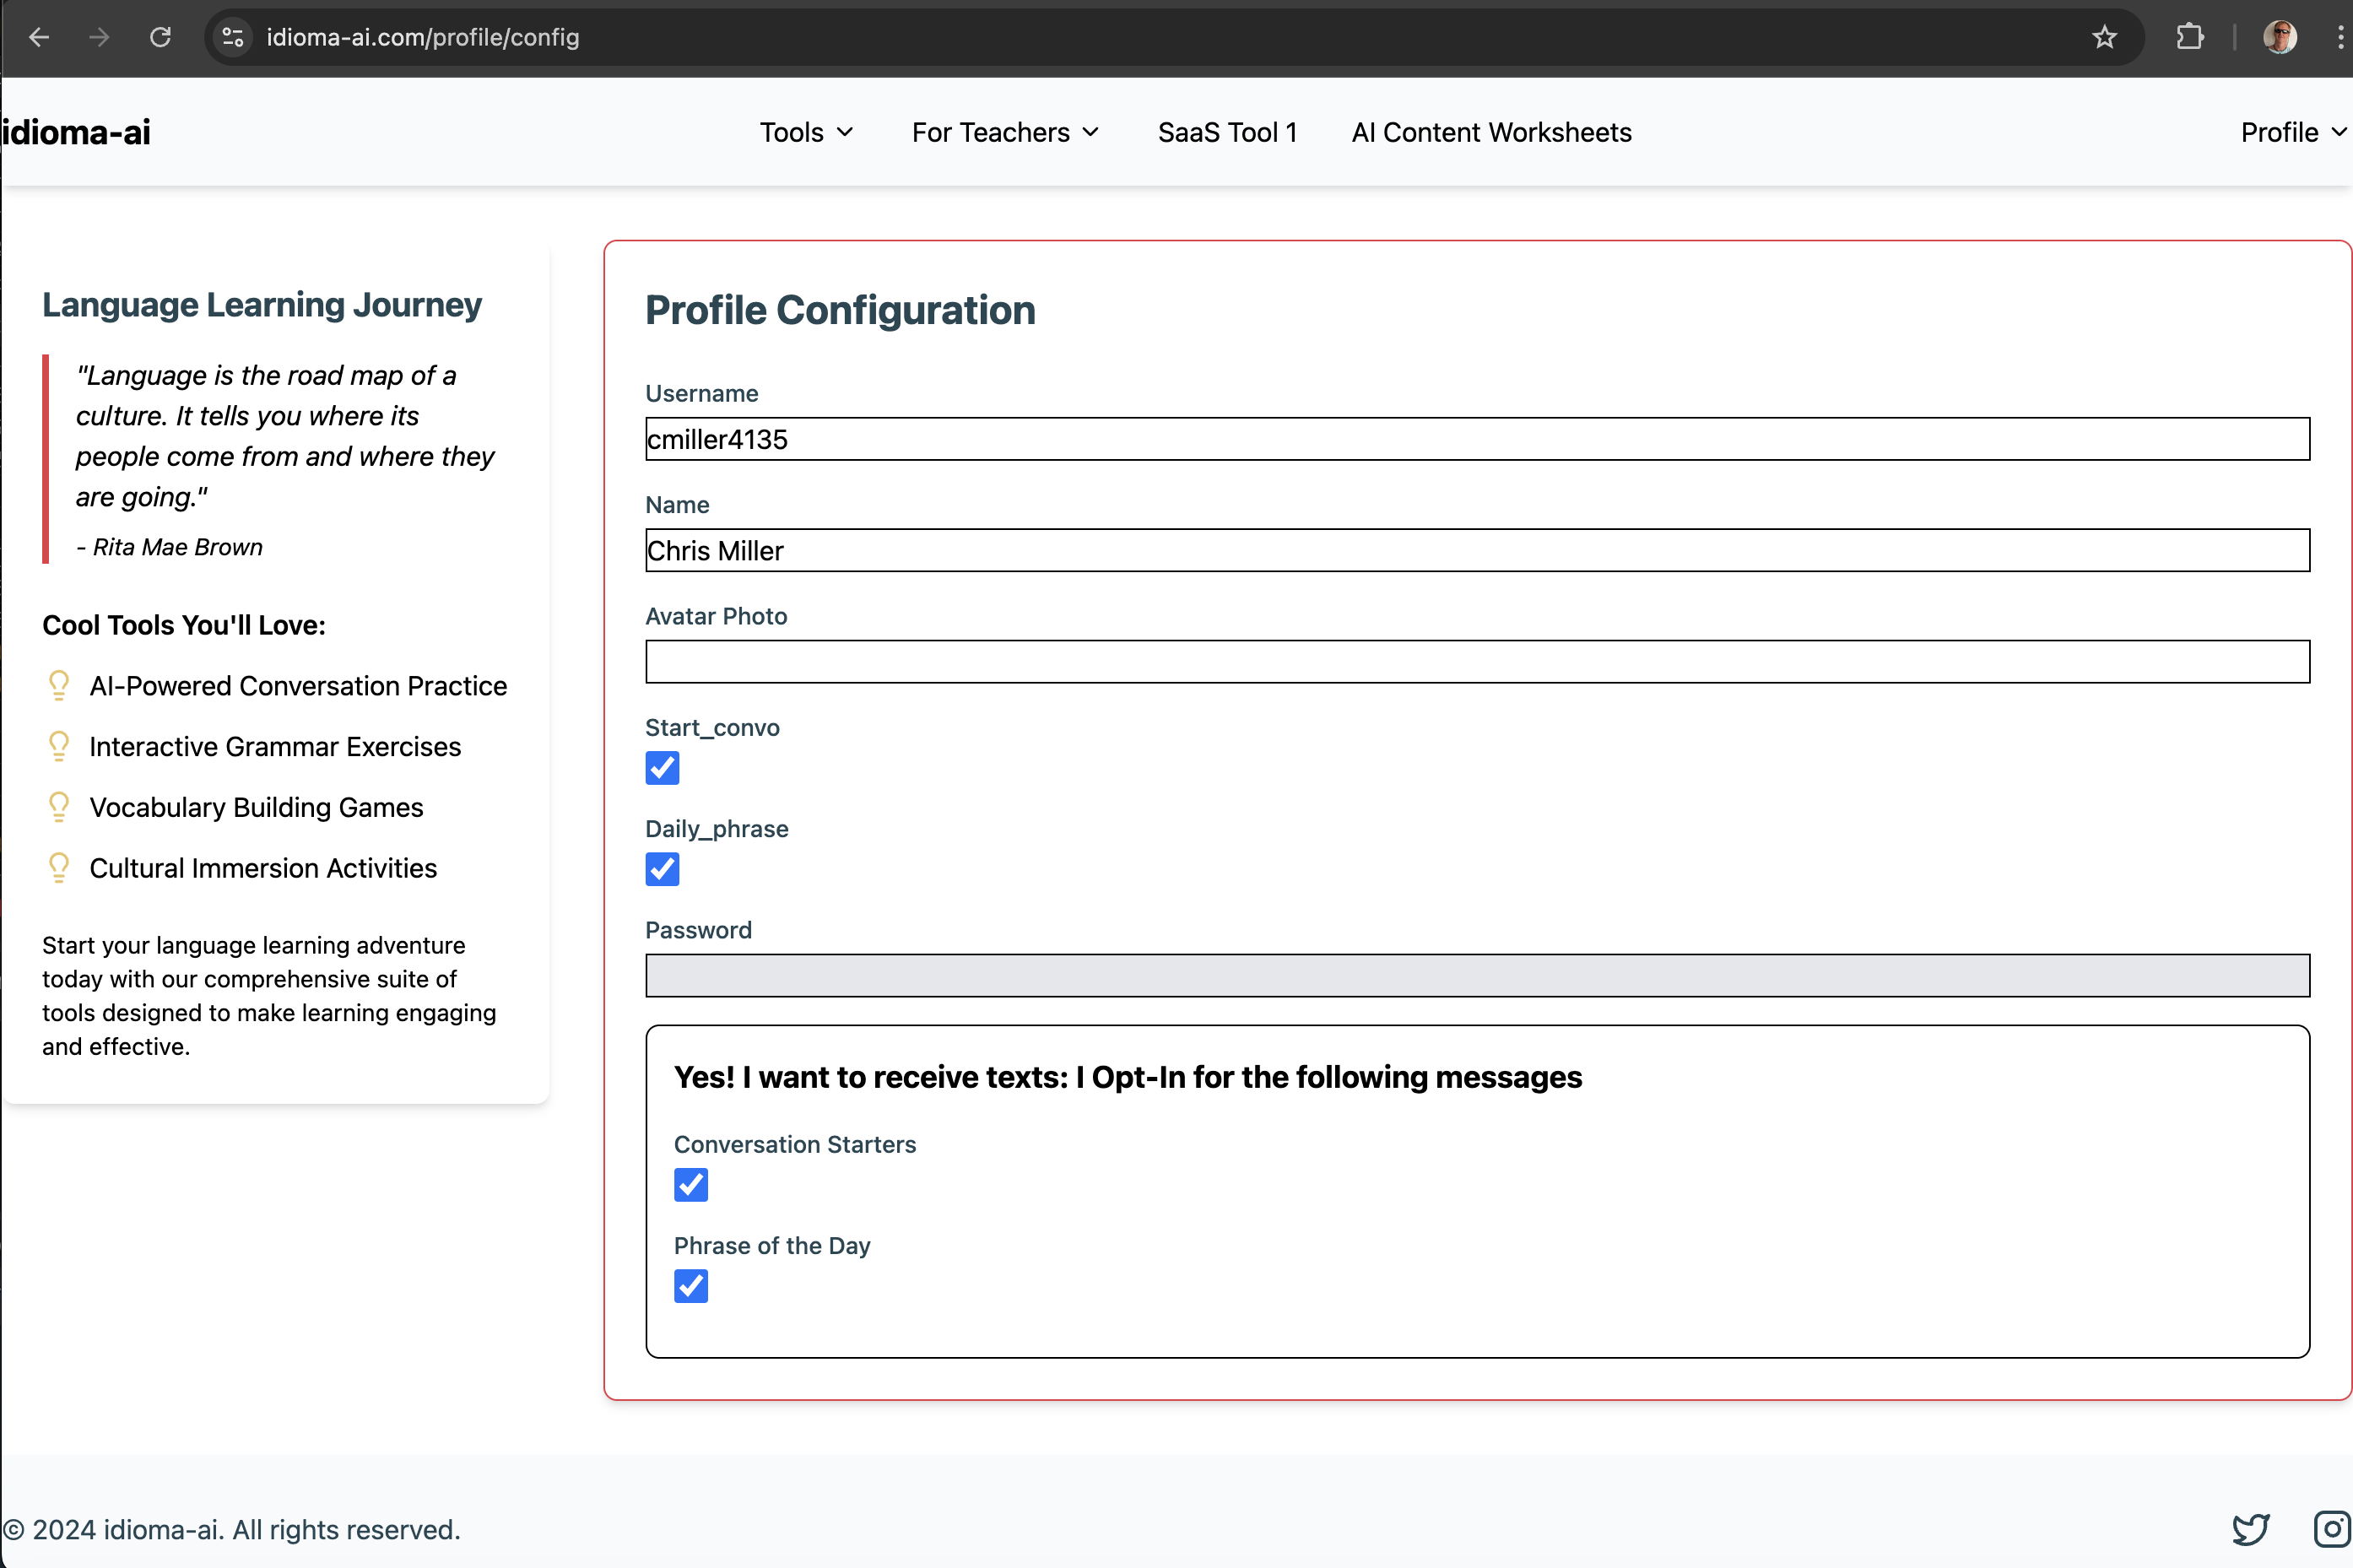 idioma-ai.com/profile/config
idioma-ai
Tools
For Teachers
SaaS Tool 1
AI Content Worksheets
Profile
Language Learning Journey
"Language is the road map of a
culture. It tells you where its
people come from and where they
are going."
- Rita Mae Brown
Cool Tools You'll Love:
AI-Powered Conversation Practice
Interactive Grammar Exercises
Vocabulary Building Games
Cultural Immersion Activities
Start your language learning adventure
today with our comprehensive suite of
tools designed to make learning engaging
and effective.
Profile Configuration
Username
cmiller4135
Name
Chris Miller
Avatar Photo
Start_convo
Daily_phrase
Password
Yes! I want to receive texts: I Opt-In for the following messages
Conversation Starters
Phrase of the Day
© 2024 idioma-ai. All rights reserved.